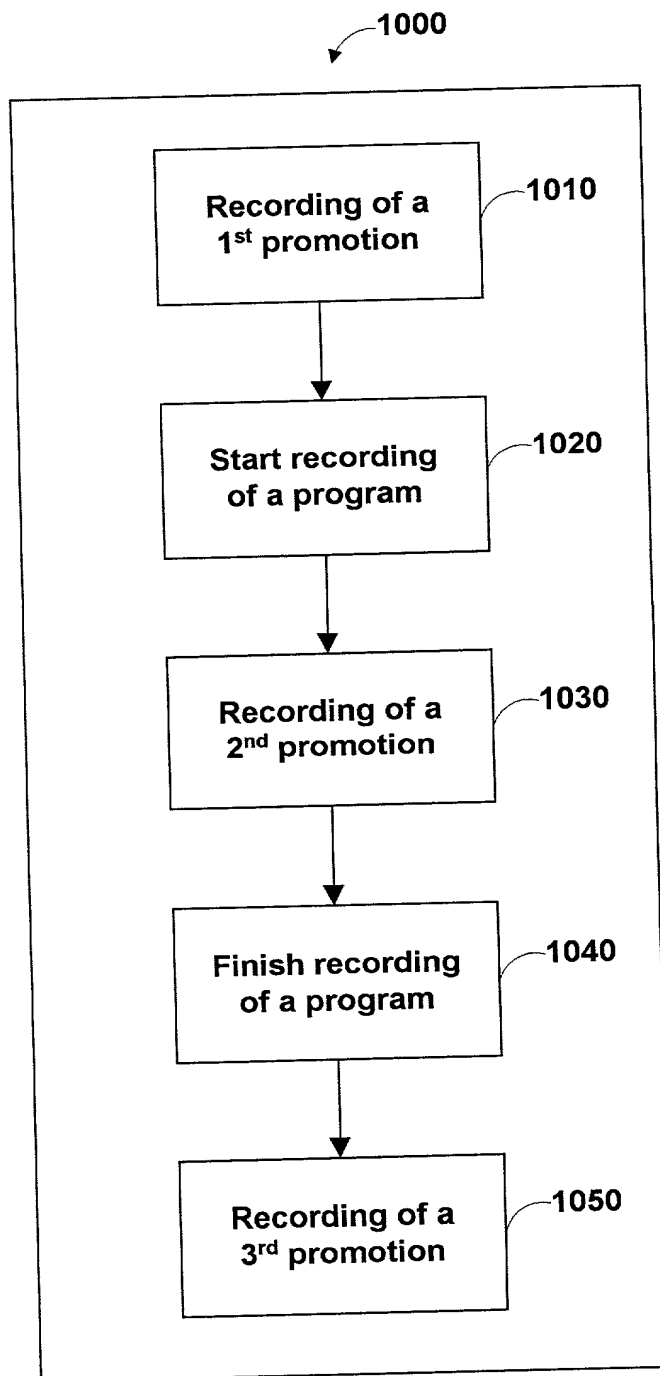 1000
Recording of a
1st promotion
1010
Start recording
of a program
1020
Recording of a
2nd promotion
1030
Finish recording
of a program
1040
Recording of a
3rd promotion
1050